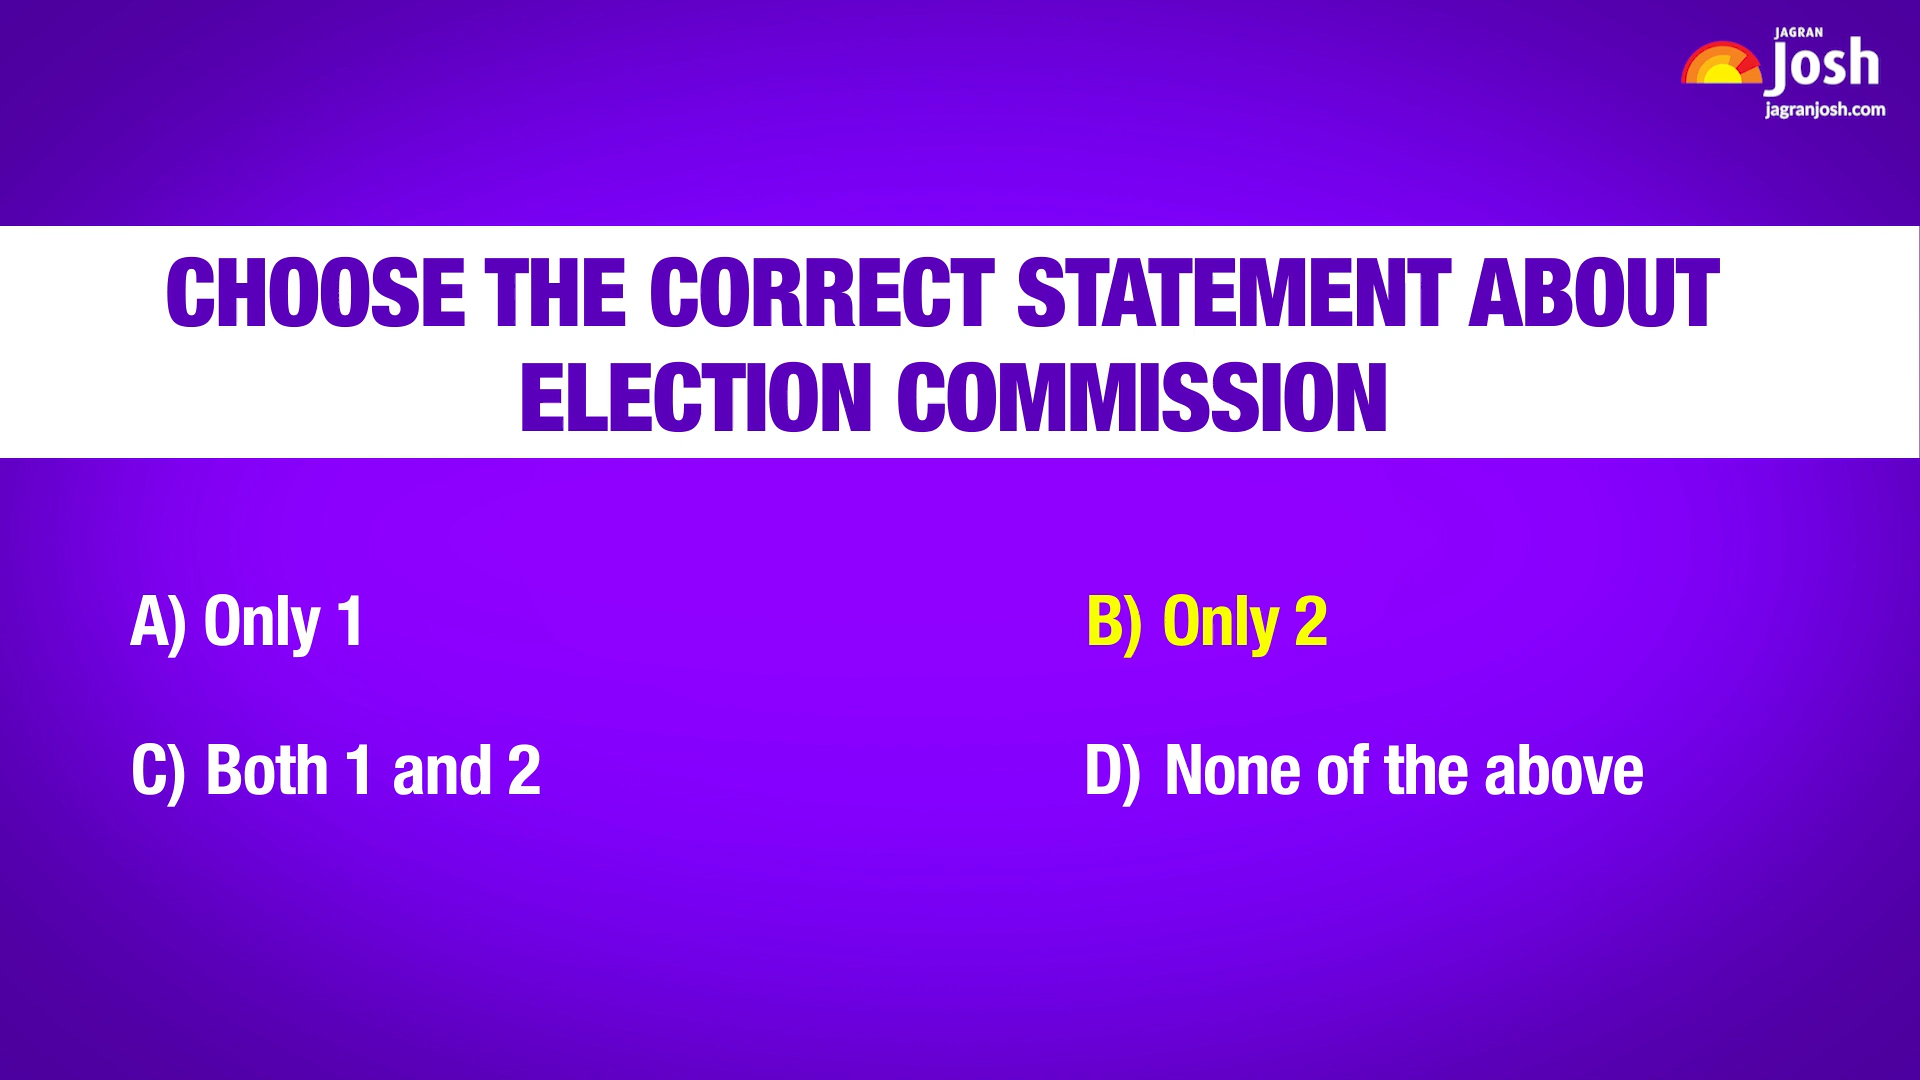 JAGRAN
Josh
jagranjosh.com
CHOOSE THE CORRECT STATEMENT ABOUT
ELECTION COMMISSION
A) Only 1
B) Only 2
C) Both 1 and 2
D) None of the above